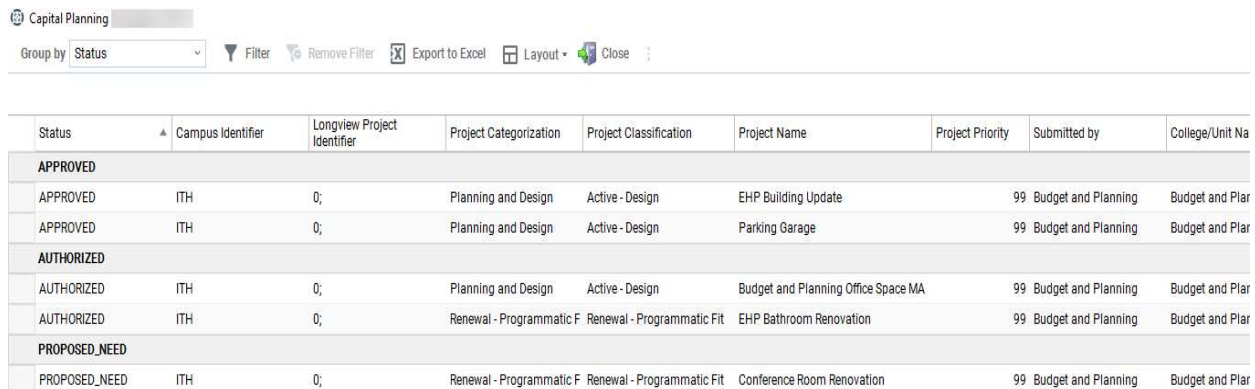 Capital Planning
Group by Status Filter Remove Filter Export to Excel Layout Close
Status Campus Identifier Longview Project Identifier Project Categorization Project Classification Project Name Project Priority Submitted by College/Unit Na
APPROVED
APPROVED ITH 0; Planning and Design Active - Design EHP Building Update 99 Budget and Planning Budget and Plan
APPROVED ITH 0; Planning and Design Active - Design Parking Garage 99 Budget and Planning Budget and Plan
AUTHORIZED
AUTHORIZED ITH 0; Planning and Design Active - Design Budget and Planning Office Space MA 99 Budget and Planning Budget and Plan
AUTHORIZED ITH 0; Renewal - Programmatic F Renewal - Programmatic Fit EHP Bathroom Renovation 99 Budget and Planning Budget and Plan
PROPOSED_NEED
PROPOSED_NEED ITH 0; Renewal - Programmatic F Renewal - Programmatic Fit Conference Room Renovation 99 Budget and Planning Budget and Plan